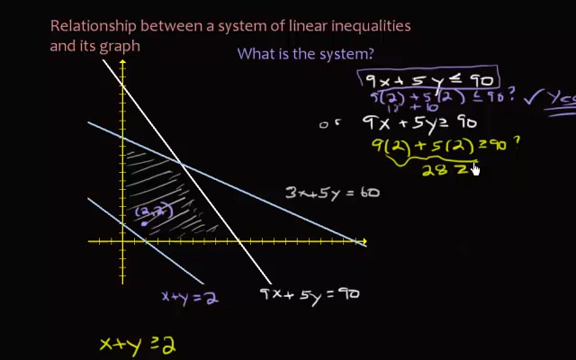 Relationship between a system of linear inequalities
and its graph
What is the system?
9x + 5y ≤ 90
9(2) + 5(2) ≤ 90? ✓ Yes
18 + 10
or 9x + 5y ≥ 90
9(2) + 5(2) ≥ 90?
28 ≥
3x + 5y = 60
(2,2)
x + y = 2
9x + 5y = 90
x + y ≥ 2